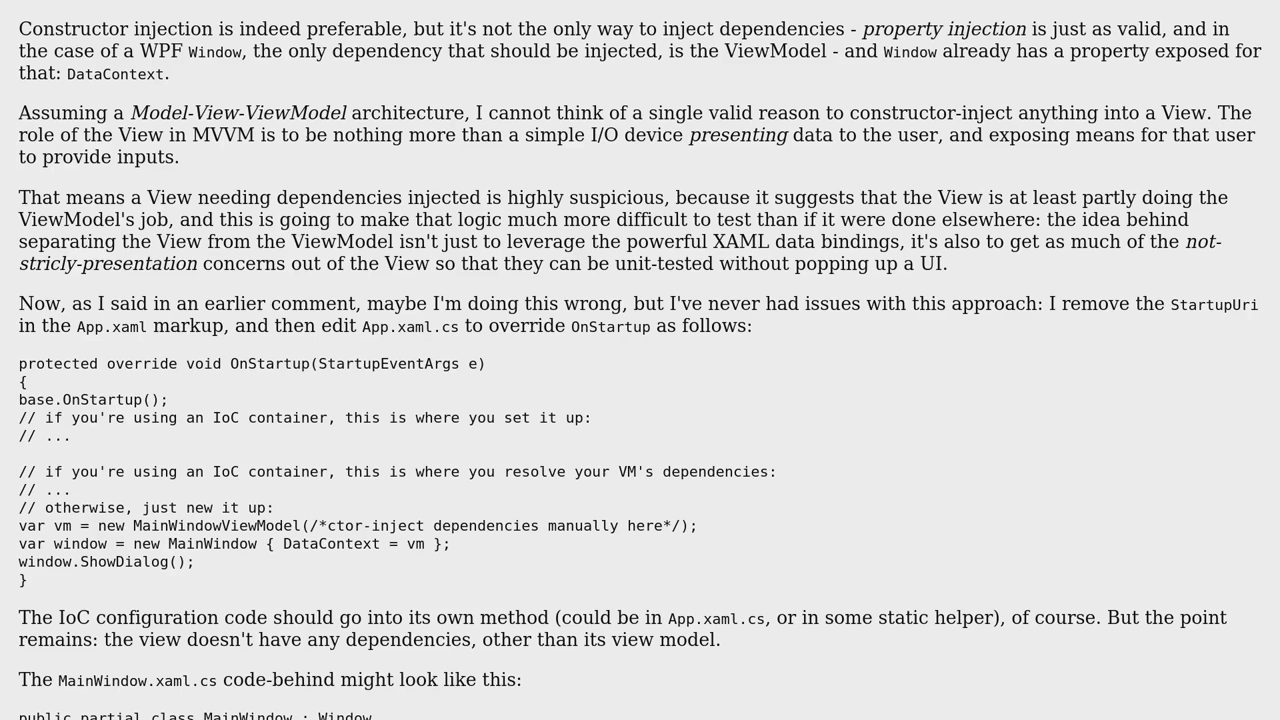 Constructor injection is indeed preferable, but it's not the only way to inject dependencies - property injection is just as valid, and in
the case of a WPF Window, the only dependency that should be injected, is the ViewModel - and Window already has a property exposed for
that: DataContext.
Assuming a Model-View-ViewModel architecture, I cannot think of a single valid reason to constructor-inject anything into a View. The
role of the View in MVVM is to be nothing more than a simple I/O device presenting data to the user, and exposing means for that user
to provide inputs.
That means a View needing dependencies injected is highly suspicious, because it suggests that the View is at least partly doing the
ViewModel's job, and this is going to make that logic much more difficult to test than if it were done elsewhere: the idea behind
separating the View from the ViewModel isn't just to leverage the powerful XAML data bindings, it's also to get as much of the not-
stricly-presentation concerns out of the View so that they can be unit-tested without popping up a UI.
Now, as I said in an earlier comment, maybe I'm doing this wrong, but I've never had issues with this approach: I remove the StartupUri
in the App.xaml markup, and then edit App.xaml.cs to override OnStartup as follows:
protected override void OnStartup(StartupEventArgs e)
{
base.OnStartup();
// if you're using an IoC container, this is where you set it up:
// ...
// if you're using an IoC container, this is where you resolve your VM's dependencies:
// ...
// otherwise, just new it up:
var vm = new MainWindowViewModel(/*ctor-inject dependencies manually here*/);
var window = new MainWindow { DataContext = vm };
window.ShowDialog();
}
The IoC configuration code should go into its own method (could be in App.xaml.cs, or in some static helper), of course. But the point
remains: the view doesn't have any dependencies, other than its view model.
The MainWindow.xaml.cs code-behind might look like this:
public partial class MainWindow : Window